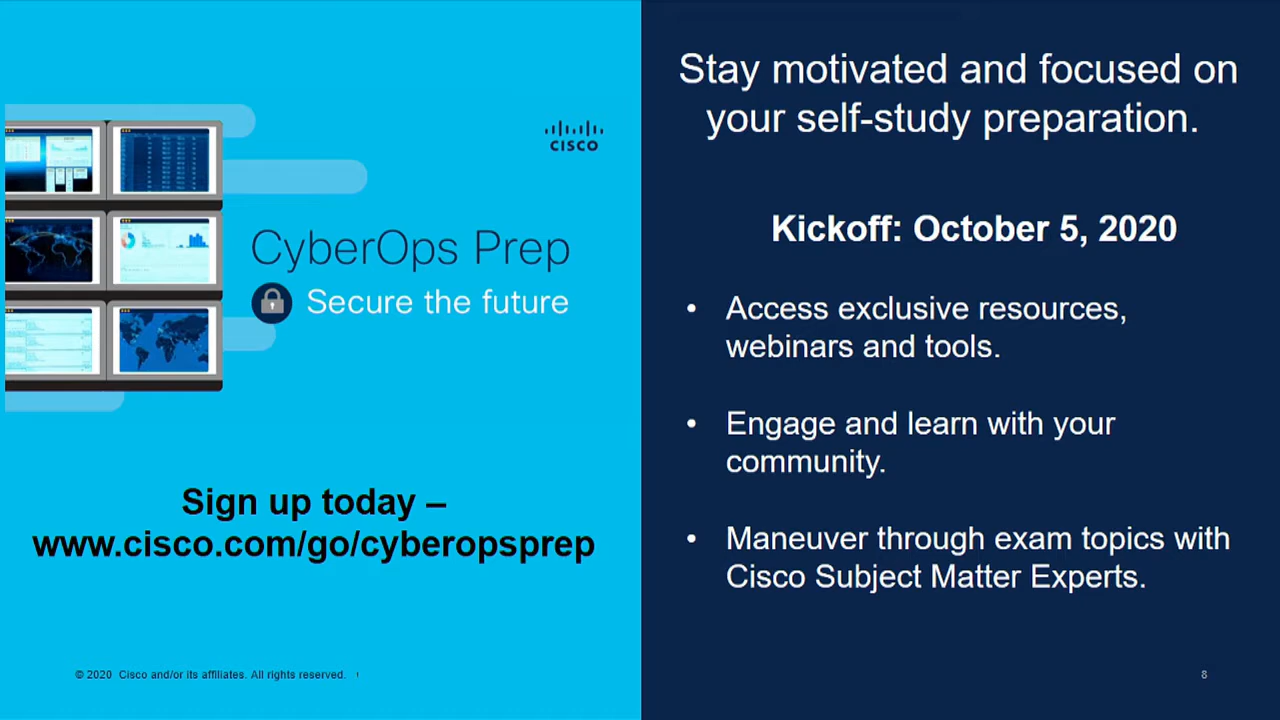 CISCO
CyberOps Prep
Secure the future
Sign up today –
www.cisco.com/go/cyberopsprep
© 2020 Cisco and/or its affiliates. All rights reserved.
Stay motivated and focused on
your self-study preparation.
Kickoff: October 5, 2020
• Access exclusive resources,
webinars and tools.
• Engage and learn with your
community.
• Maneuver through exam topics with
Cisco Subject Matter Experts.
8